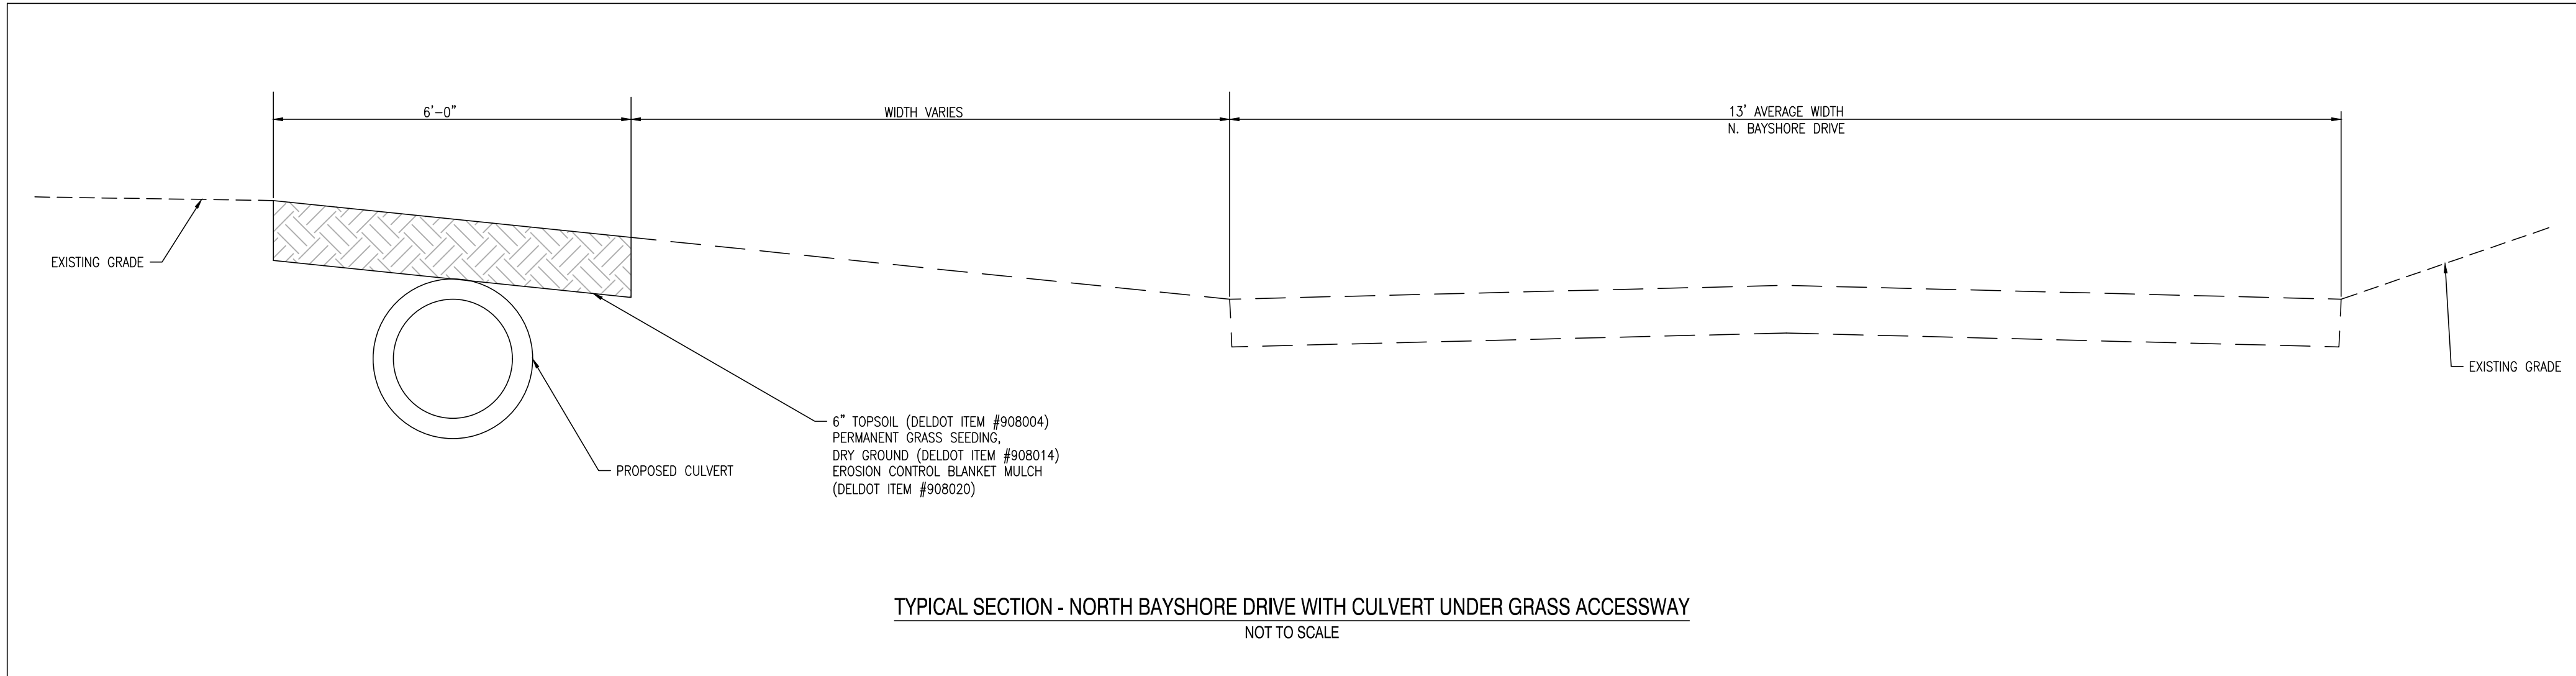 6'-0"
WIDTH VARIES
13' AVERAGE WIDTH
N. BAYSHORE DRIVE
EXISTING GRADE
EXISTING GRADE
6" TOPSOIL (DELDOT ITEM #908004)
PERMANENT GRASS SEEDING,
DRY GROUND (DELDOT ITEM #908014)
EROSION CONTROL BLANKET MULCH
(DELDOT ITEM #908020)
PROPOSED CULVERT
TYPICAL SECTION - NORTH BAYSHORE DRIVE WITH CULVERT UNDER GRASS ACCESSWAY
NOT TO SCALE